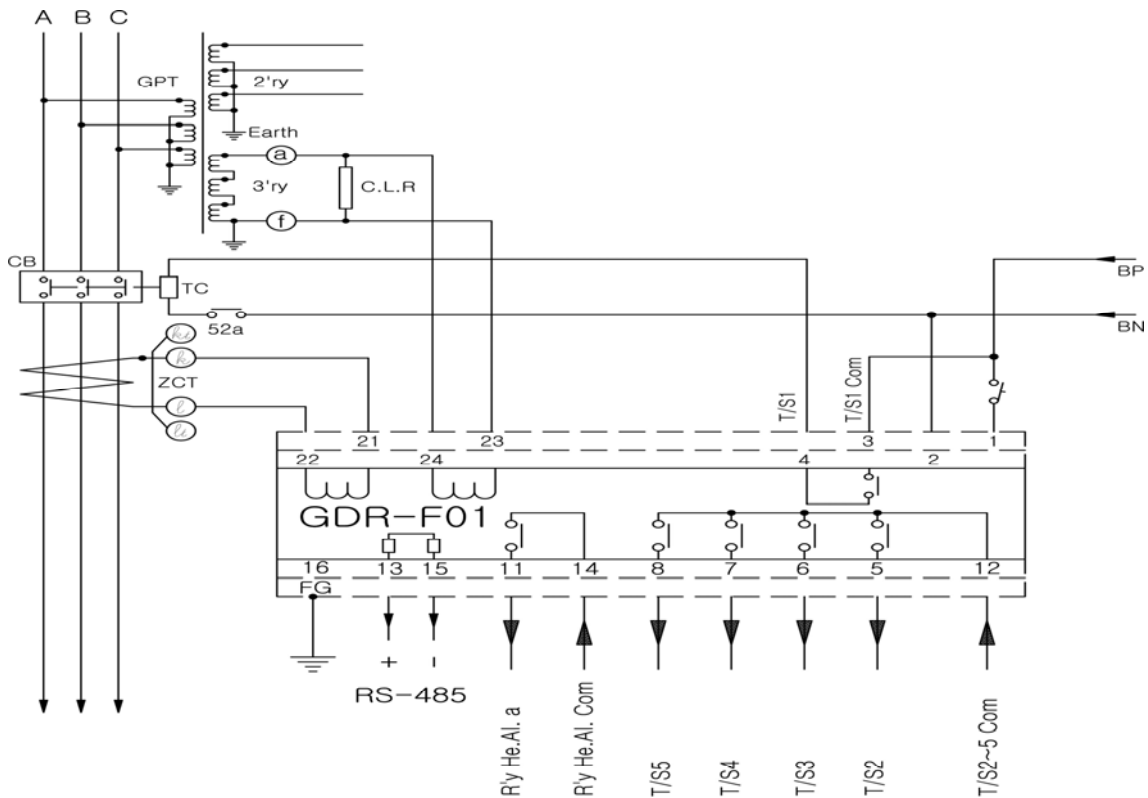 A B C
GPT
2'ry
Earth
a
3'ry
C.L.R
f
CB
TC
BP
52a
BN
kt
k
ZCT
l
lt
T/S1
T/S1 Com
21 23 3 1
22 24 4 2
GDR-F01
16 13 15 11 14 8 7 6 5 12
FG
+ -
RS-485
R'y He.Al. a
R'y He.Al. Com
T/S5
T/S4
T/S3
T/S2
T/S2~5 Com